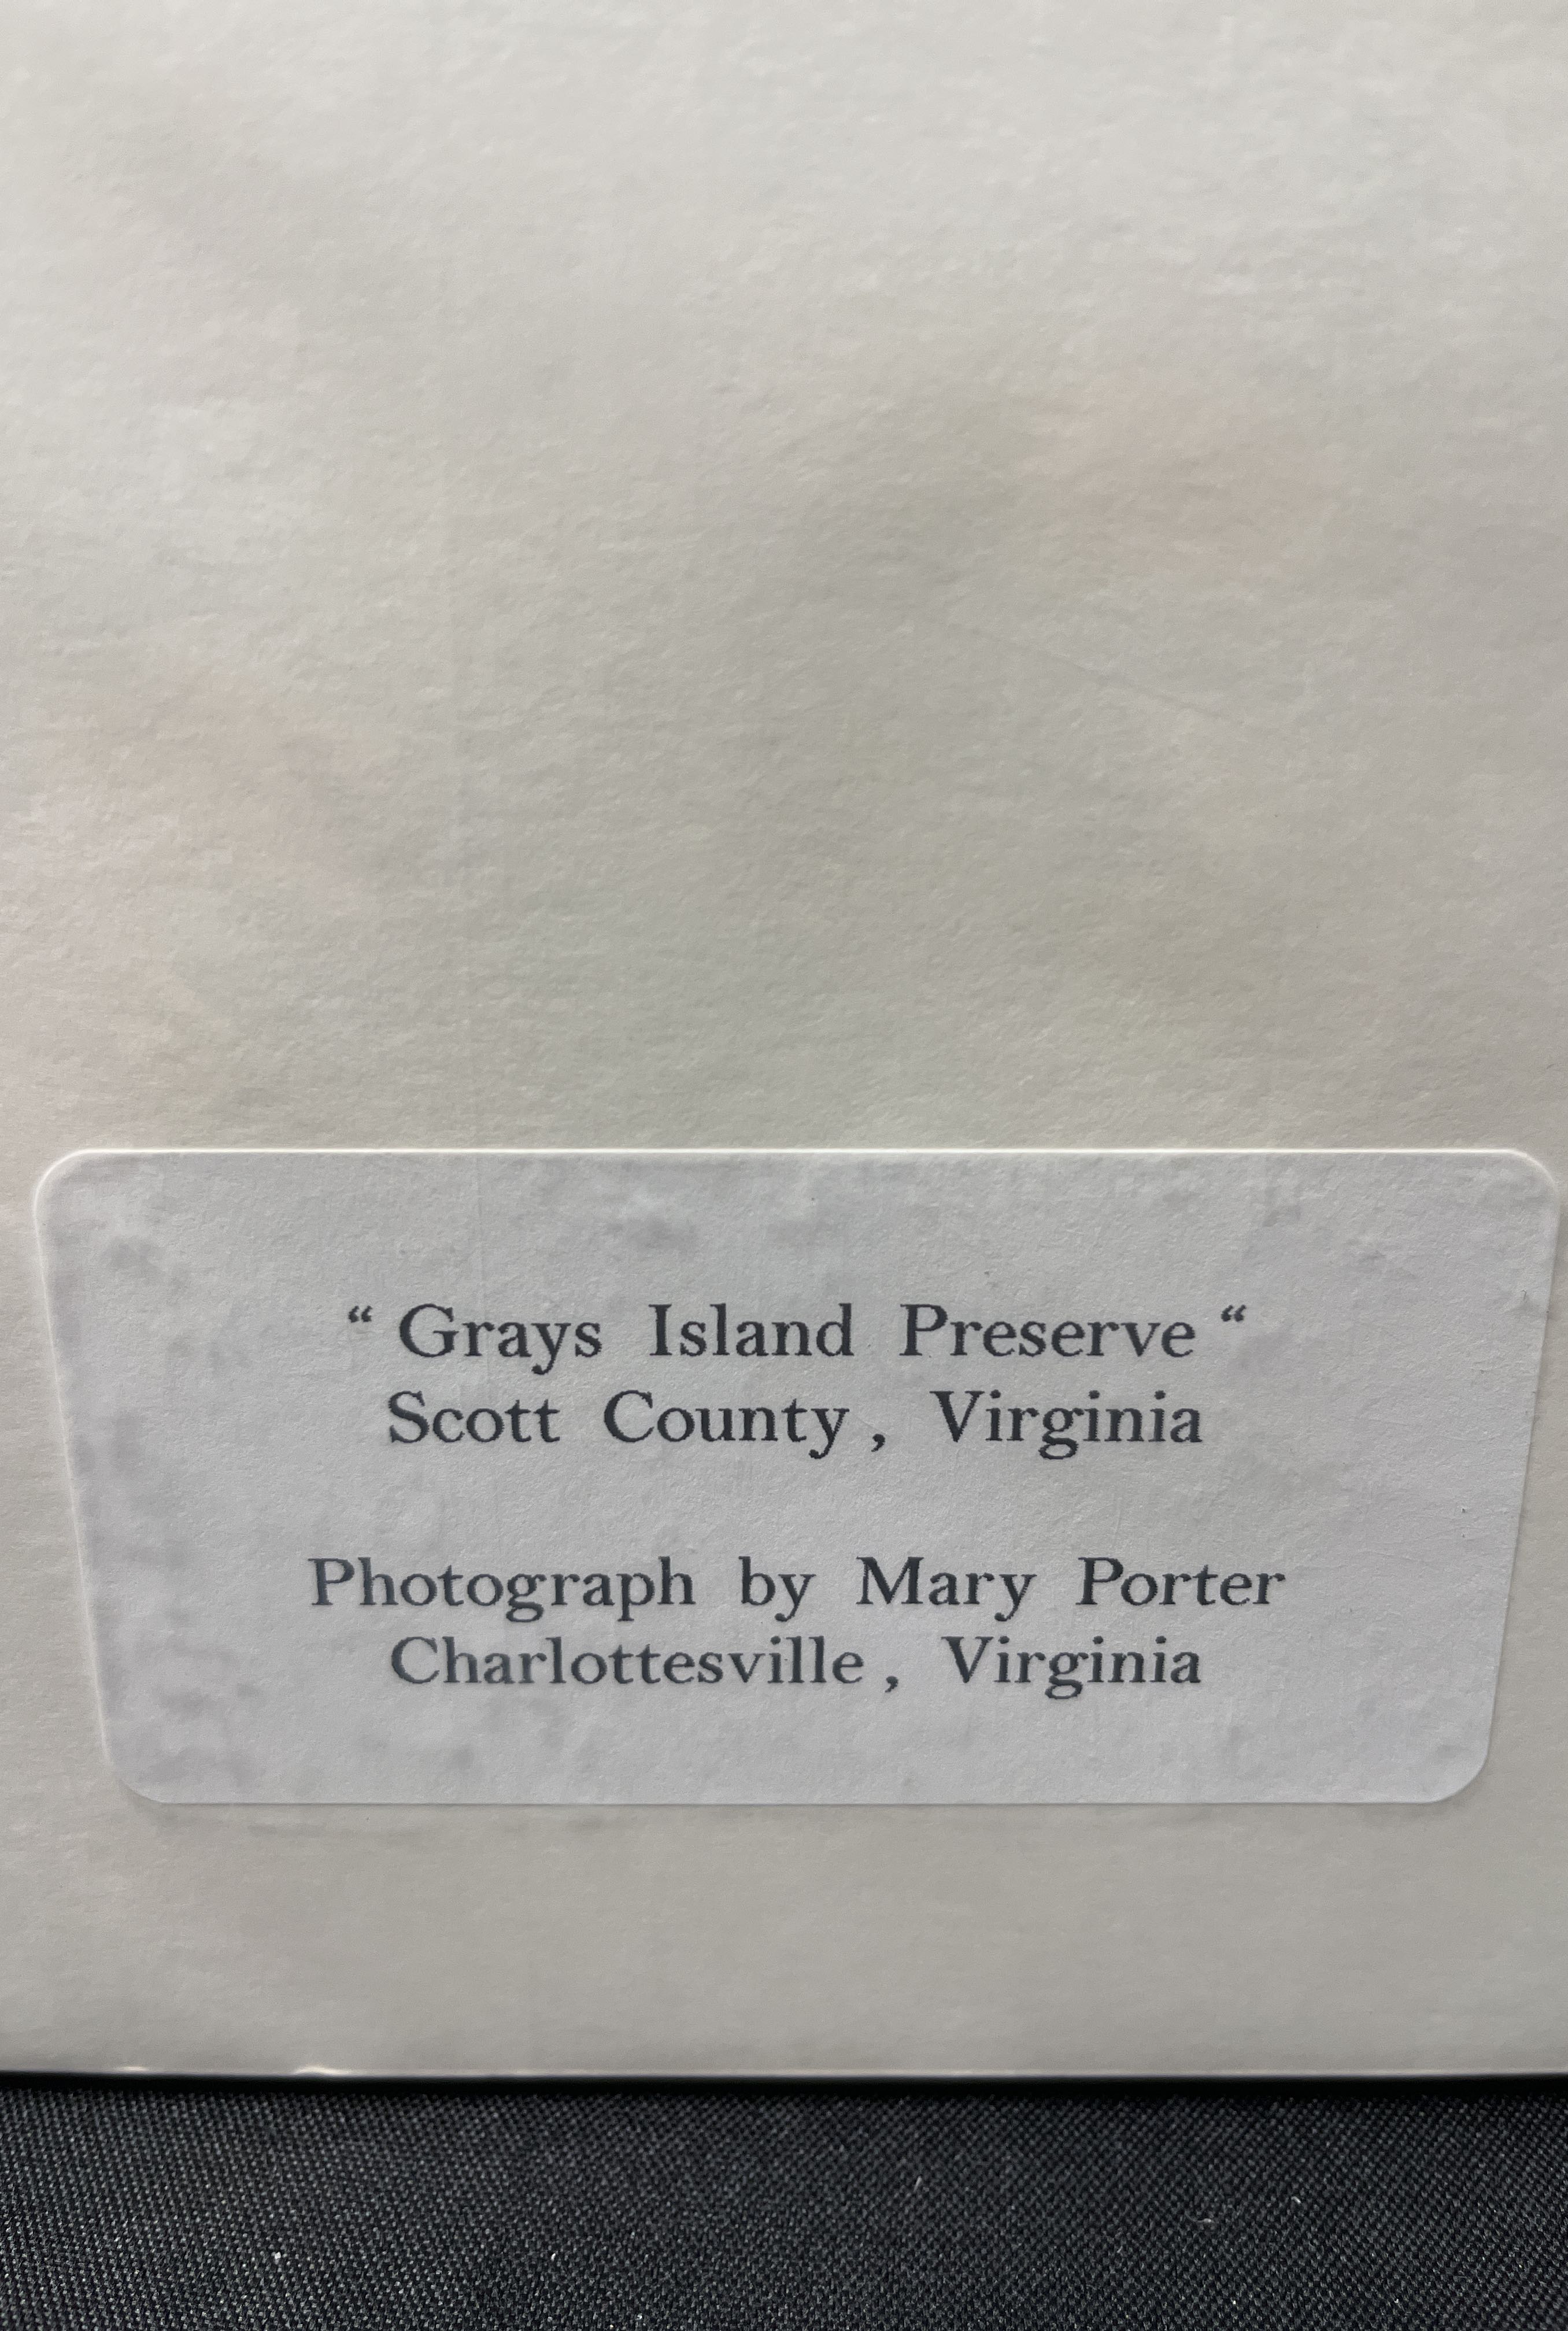 “ Grays Island Preserve “
Scott County , Virginia
Photograph by Mary Porter
Charlottesville , Virginia